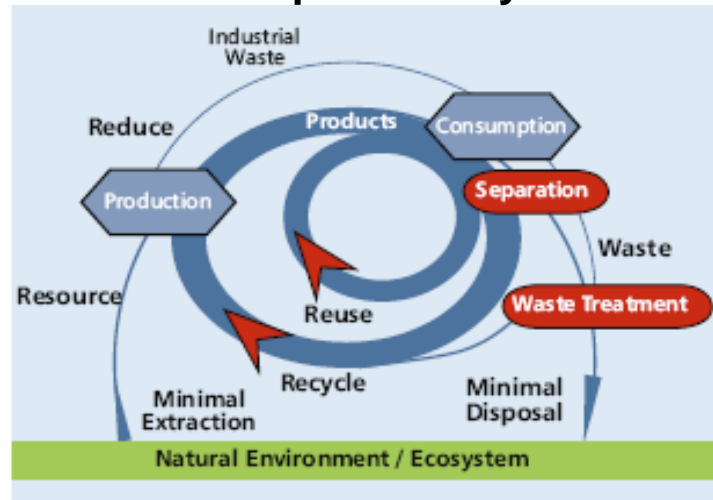 Industrial
Waste
Products
Consumption
Reduce
Production
Separation
Waste
Resource
Waste Treatment
Reuse
Recycle
Minimal
Extraction
Minimal
Disposal
Natural Environment / Ecosystem